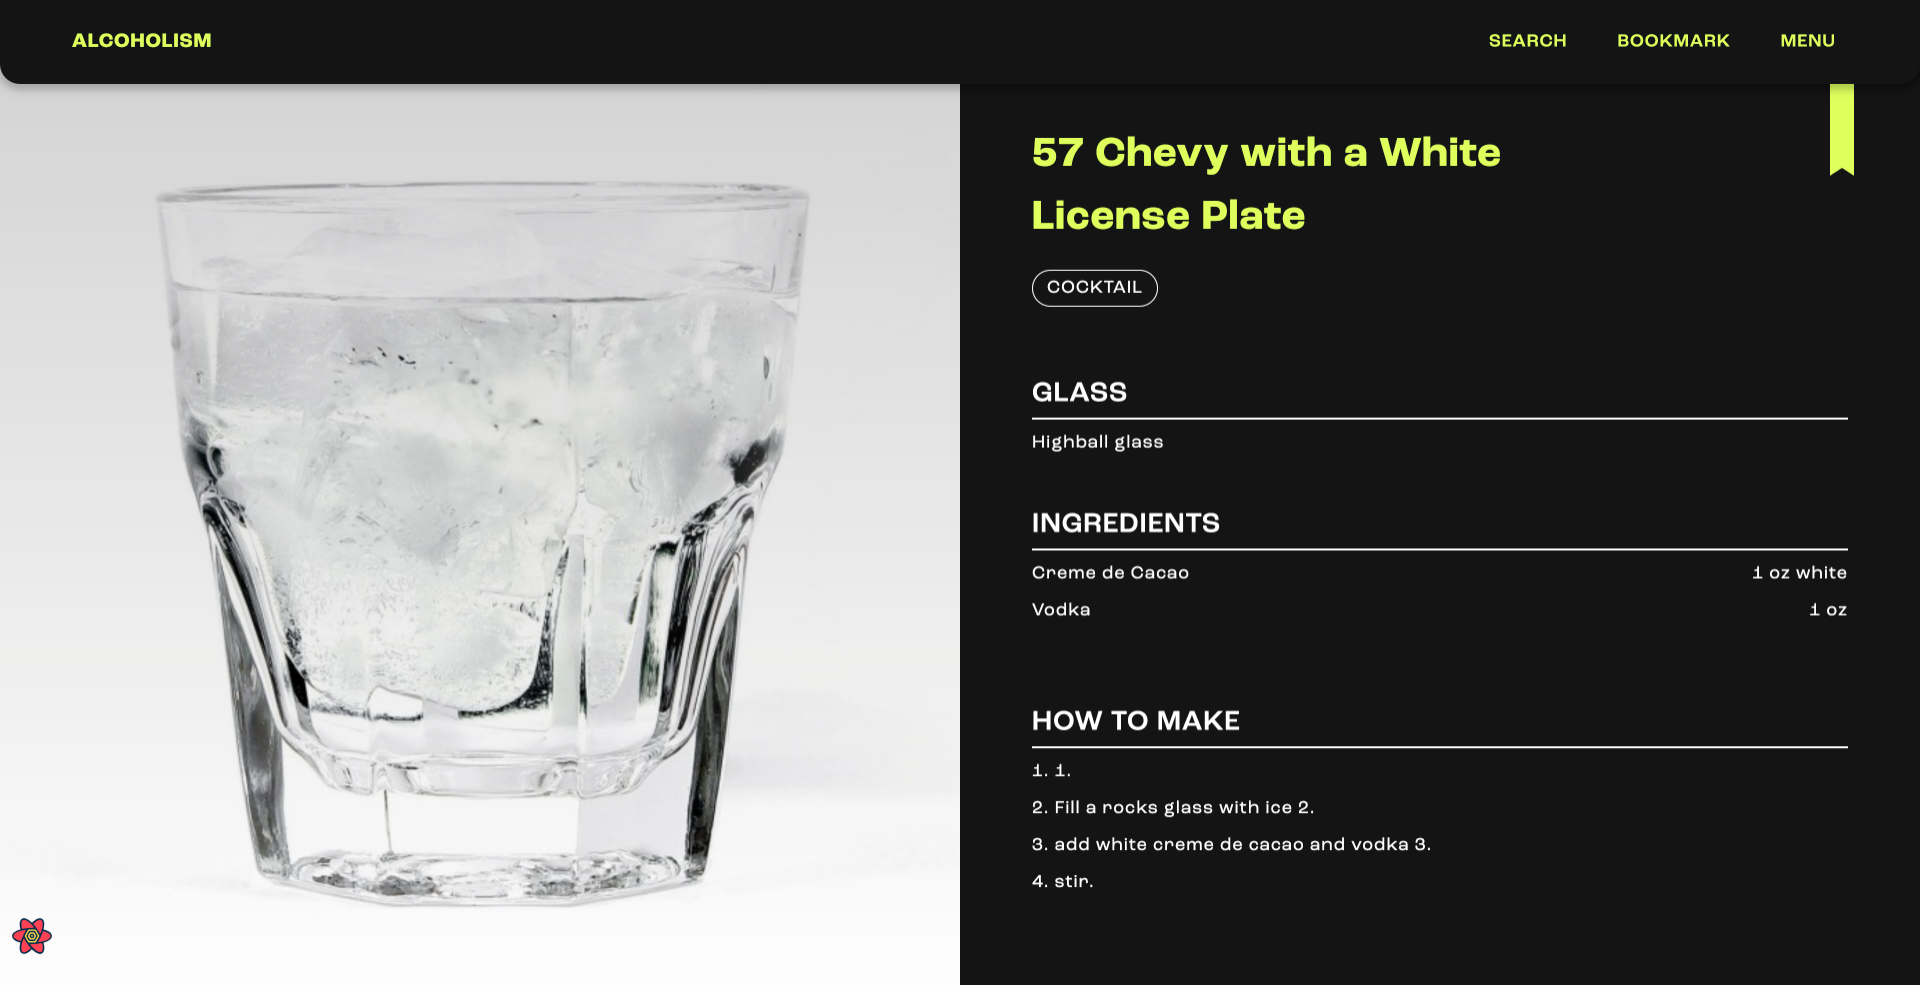 ALCOHOLISM
SEARCH BOOKMARK MENU
57 Chevy with a White
License Plate
COCKTAIL
GLASS
Highball glass
INGREDIENTS
Creme de Cacao 1 oz white
Vodka 1 oz
HOW TO MAKE
1. 1.
2. Fill a rocks glass with ice 2.
3. add white creme de cacao and vodka 3.
4. stir.